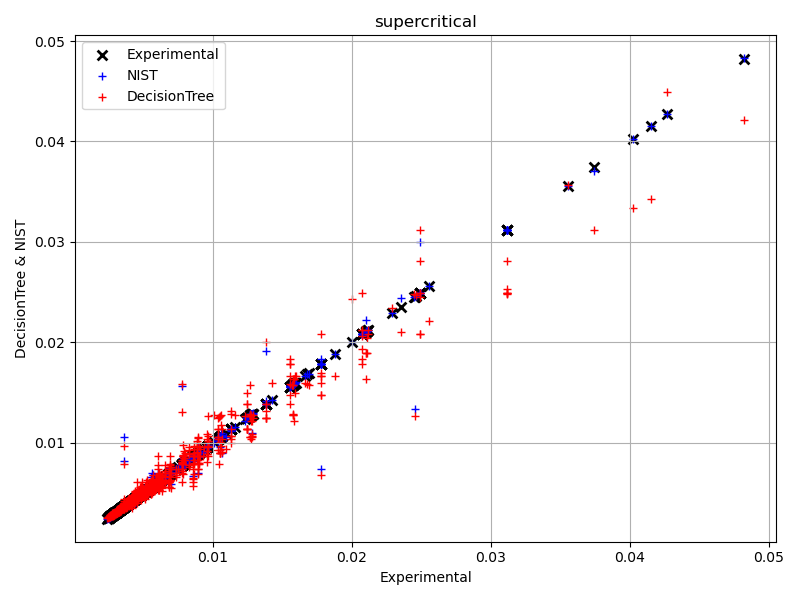 supercritical
Experimental
NIST
DecisionTree
0.05
0.04
0.03
0.02
0.01
DecisionTree & NIST
0.01
0.02
0.03
0.04
0.05
Experimental